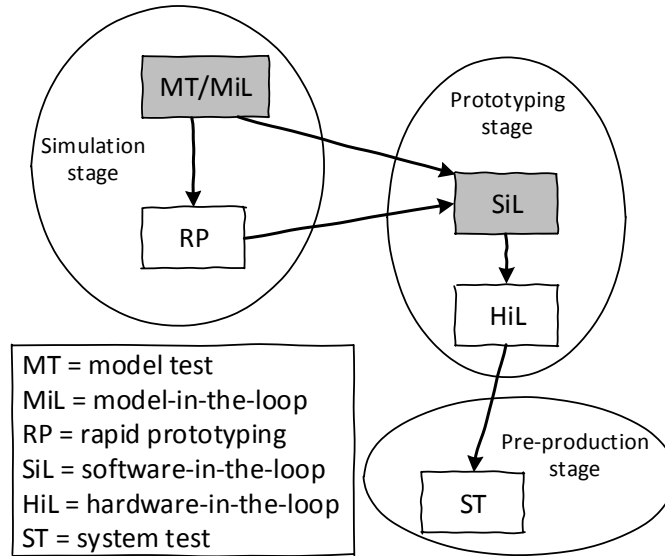 MT/MiL
Simulation
stage
RP
Prototyping
stage
SiL
HiL
Pre-production
stage
ST
MT = model test
MiL = model-in-the-loop
RP = rapid prototyping
SiL = software-in-the-loop
HiL = hardware-in-the-loop
ST = system test